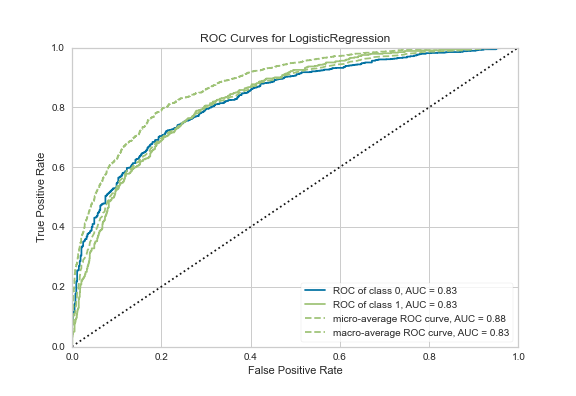 ROC Curves for LogisticRegression
1.0
0.8
0.6
0.4
0.2
0.0
True Positive Rate
ROC of class 0, AUC = 0.83
ROC of class 1, AUC = 0.83
micro-average ROC curve, AUC = 0.88
macro-average ROC curve, AUC = 0.83
0.0 0.2 0.4 0.6 0.8 1.0
False Positive Rate